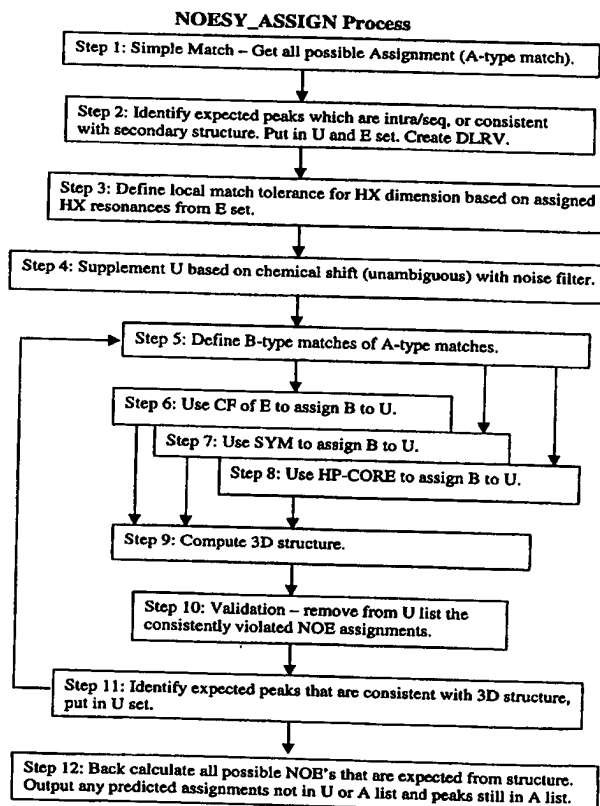 NOESY_ASSIGN Process
Step 1: Simple Match – Get all possible Assignment (A-type match).
Step 2: Identify expected peaks which are intra/seq, or consistent
with secondary structure. Put in U and E set. Create DLRV.
Step 3: Define local match tolerance for HX dimension based on assigned
HX resonances from E set.
Step 4: Supplement U based on chemical shift (unambiguous) with noise filter.
Step 5: Define B-type matches of A-type matches.
Step 6: Use CF of E to assign B to U.
Step 7: Use SYM to assign B to U.
Step 8: Use HP-CORE to assign B to U.
Step 9: Compute 3D structure.
Step 10: Validation – remove from U list the
consistently violated NOE assignments.
Step 11: Identify expected peaks that are consistent with 3D structure,
put in U set.
Step 12: Back calculate all possible NOE's that are expected from structure.
Output any predicted assignments not in U or A list and peaks still in A list.